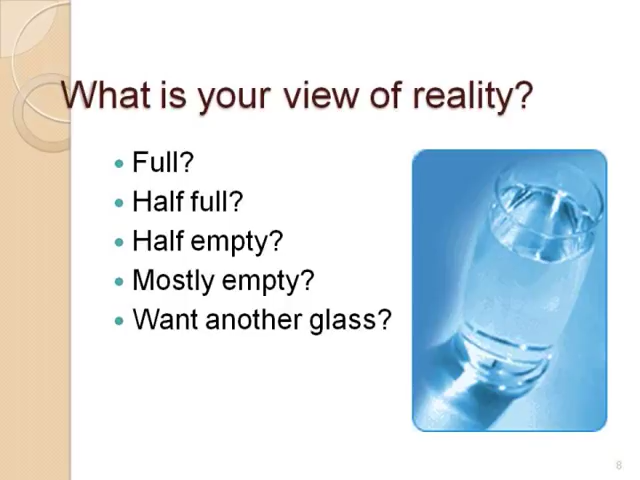 What is your view of reality?
Full?
Half full?
Half empty?
Mostly empty?
Want another glass?
8